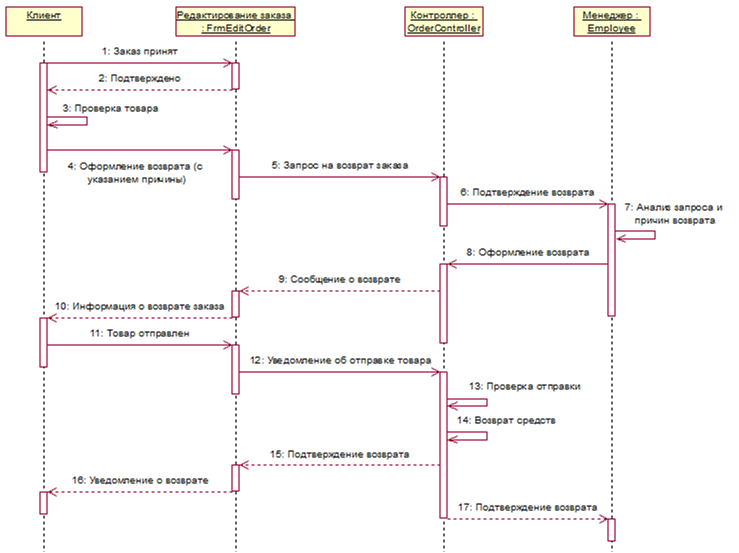 Клиент
Редактирование заказа
: FrmEditOrder
Контроллер :
OrderController
Менеджер :
Employee
1: Заказ принят
2: Подтверждено
3: Проверка товара
4: Оформление возврата (с
указанием причины)
5: Запрос на возврат заказа
6: Подтверждение возврата
7: Анализ запроса и
причин возврата
8: Оформление возврата
9: Сообщение о возврате
10: Информация о возврате заказа
11: Товар отправлен
12: Уведомление об отправке товара
13: Проверка отправки
14: Возврат средств
15: Подтверждение возврата
16: Уведомление о возврате
17: Подтверждение возврата